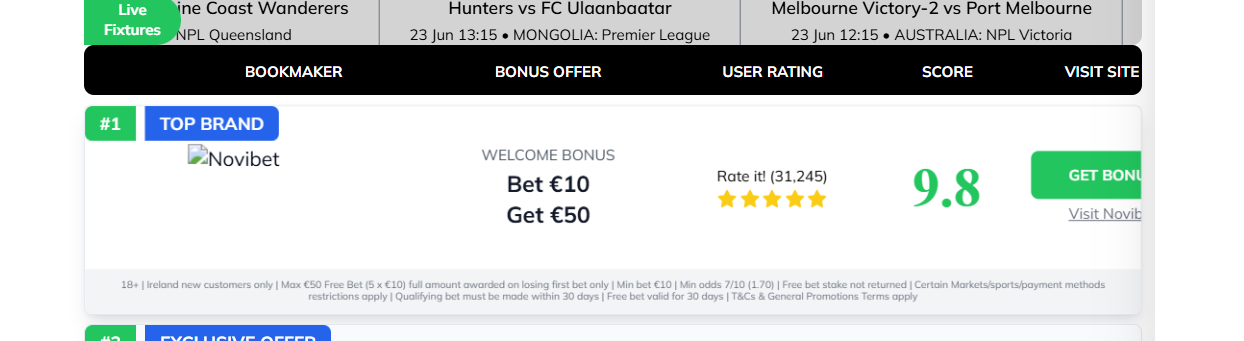 Live
Fixtures
ine Coast Wanderers
NPL Queensland
Hunters vs FC Ulaanbaatar
23 Jun 13:15 • MONGOLIA: Premier League
Melbourne Victory-2 vs Port Melbourne
23 Jun 12:15 • AUSTRALIA: NPL Victoria
BOOKMAKER BONUS OFFER USER RATING SCORE VISIT SITE
#1 TOP BRAND
Novibet
WELCOME BONUS
Bet €10
Get €50
Rate it! (31,245)
9.8
GET BONU
Visit Novib
18+ | Ireland new customers only | Max €50 Free Bet (5 x €10) full amount awarded on losing first bet only | Min bet €10 | Min odds 7/10 (1.70) | Free bet stake not returned | Certain Markets/sports/payment methods
restrictions apply | Qualifying bet must be made within 30 days | Free bet valid for 30 days | T&Cs & General Promotions Terms apply
#2 EXCLUSIVE OFFER